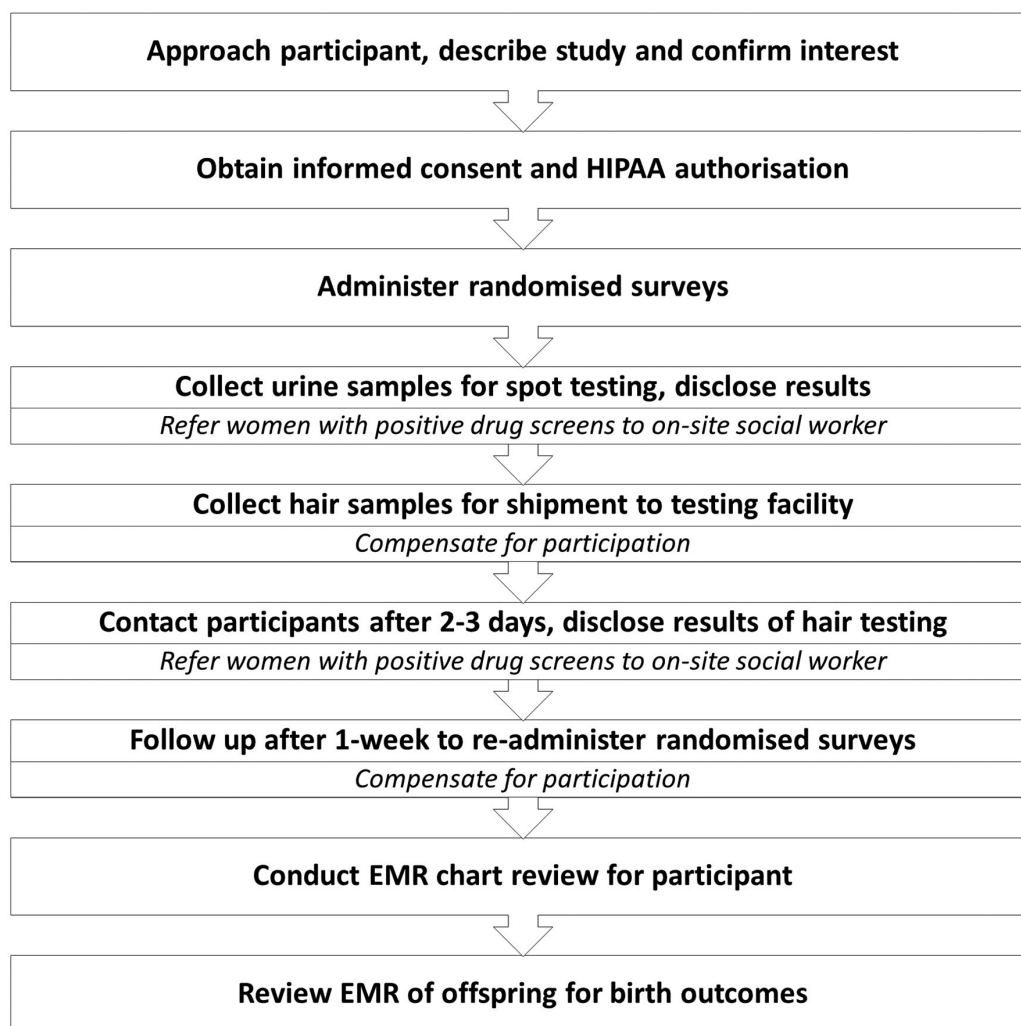 Approach participant, describe study and confirm interest
Obtain informed consent and HIPAA authorisation
Administer randomised surveys
Collect urine samples for spot testing, disclose results
Refer women with positive drug screens to on-site social worker
Collect hair samples for shipment to testing facility
Compensate for participation
Contact participants after 2-3 days, disclose results of hair testing
Refer women with positive drug screens to on-site social worker
Follow up after 1-week to re-administer randomised surveys
Compensate for participation
Conduct EMR chart review for participant
Review EMR of offspring for birth outcomes